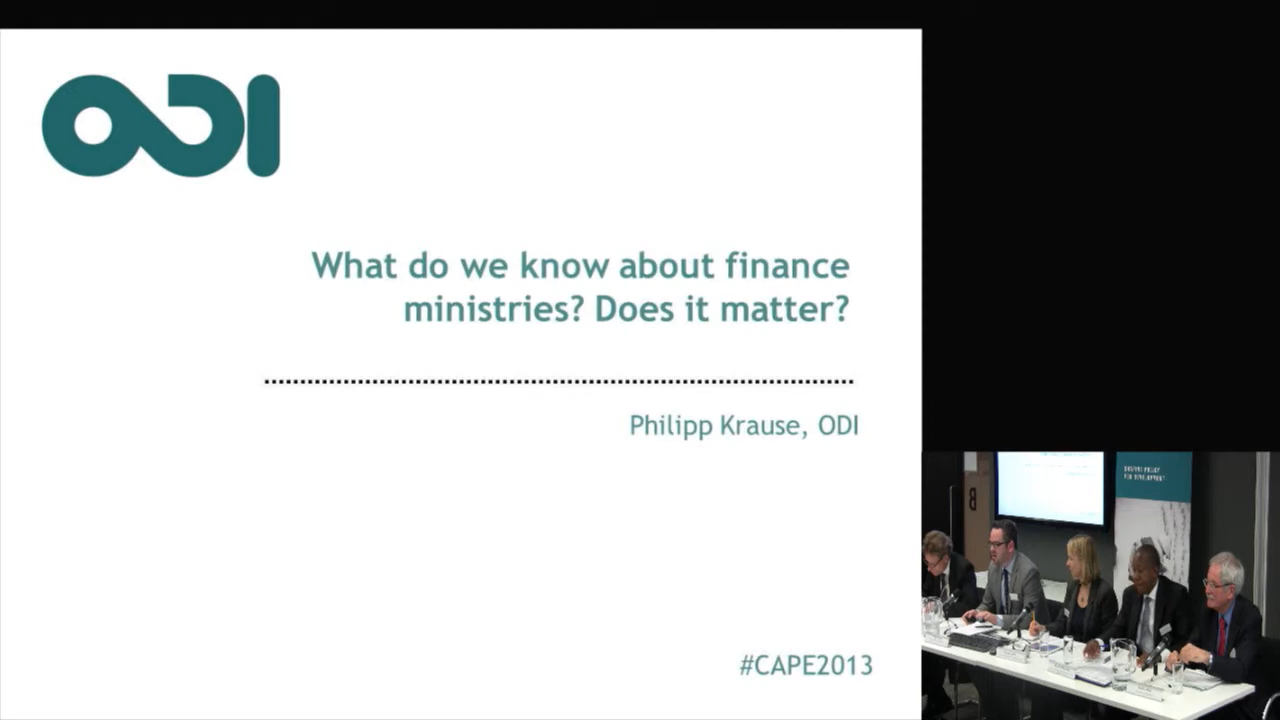 ODI
What do we know about finance
ministries? Does it matter?
Philipp Krause, ODI
#CAPE2013
B